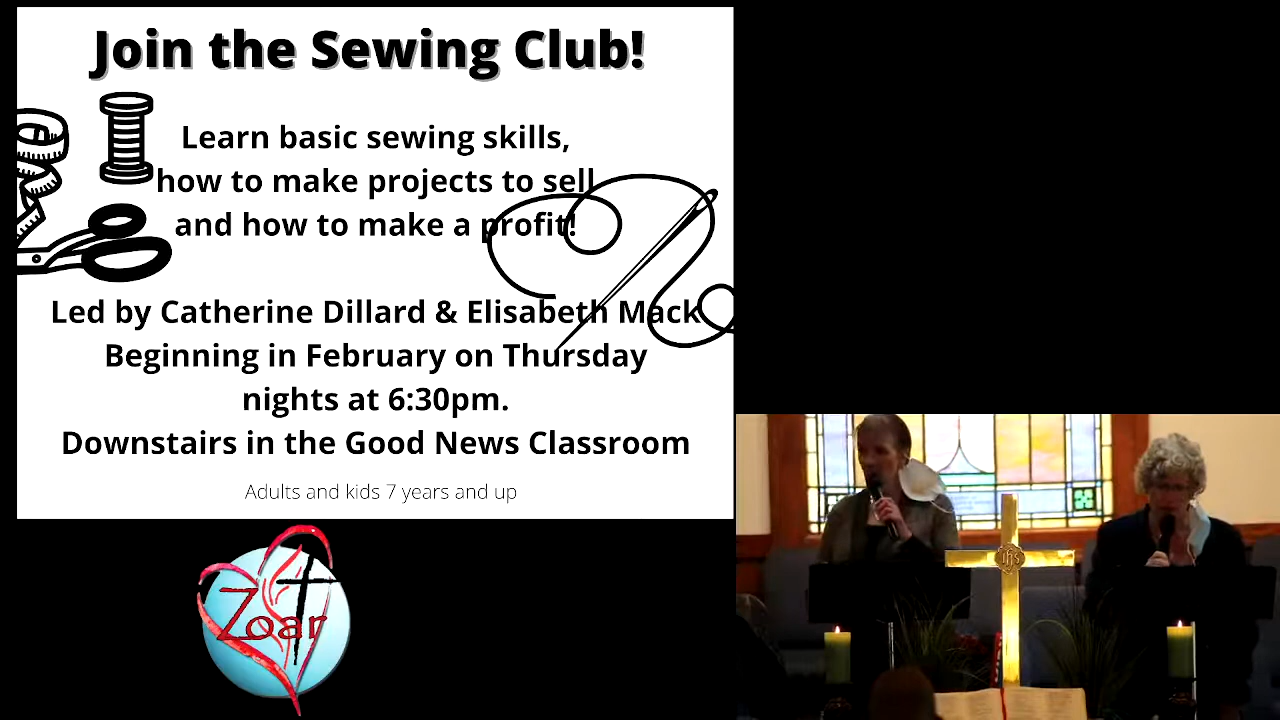 Join the Sewing Club!
Learn basic sewing skills,
how to make projects to sell
and how to make a profit!
Led by Catherine Dillard & Elisabeth Mack
Beginning in February on Thursday
nights at 6:30pm.
Downstairs in the Good News Classroom
Adults and kids 7 years and up
Zoar
IHS